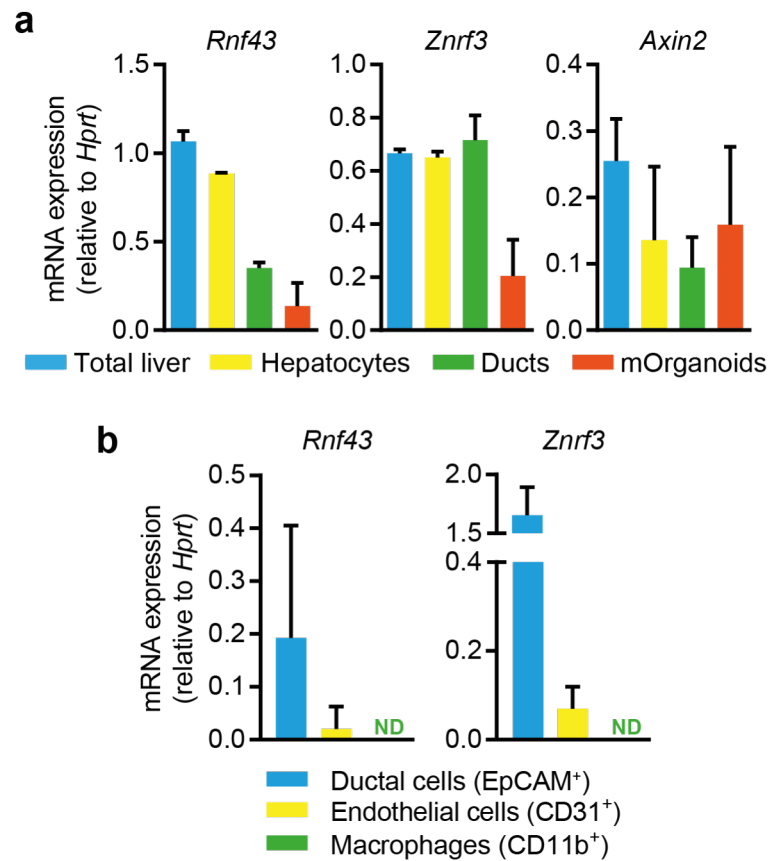 a
Rnf43 Znrf3 Axin2
mRNA expression
(relative to Hprt)
1.5
1.0
0.5
0.0
1.0
0.8
0.6
0.4
0.2
0.0
0.4
0.3
0.2
0.1
0.0
Total liver Hepatocytes Ducts mOrganoids
b
Rnf43 Znrf3
mRNA expression
(relative to Hprt)
0.5
0.4
0.3
0.2
0.1
0.0
ND
2.0
1.5
0.4
0.2
0.0
ND
Ductal cells (EpCAM⁺)
Endothelial cells (CD31⁺)
Macrophages (CD11b⁺)